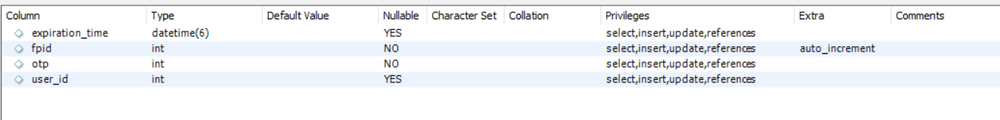 Column Type Default Value Nullable Character Set Collation Privileges Extra Comments
expiration_time datetime(6) YES select,insert,update,references
fpid int NO select,insert,update,references auto_increment
otp int NO select,insert,update,references
user_id int YES select,insert,update,references